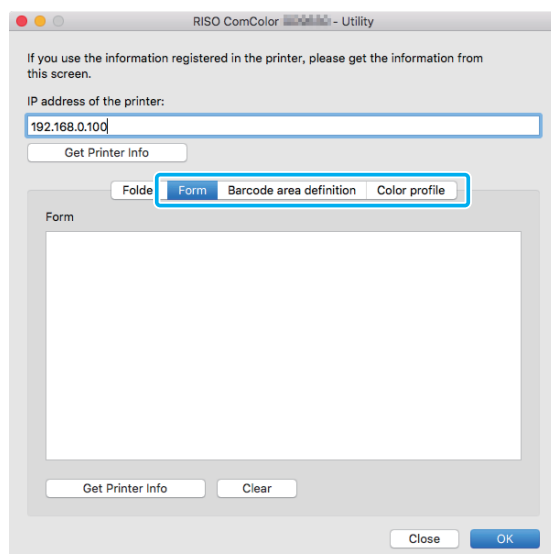 RISO ComColor - Utility
If you use the information registered in the printer, please get the information from
this screen.
IP address of the printer:
192.168.0.100
Get Printer Info
Folde Form Barcode area definition Color profile
Form
Get Printer Info Clear
Close OK